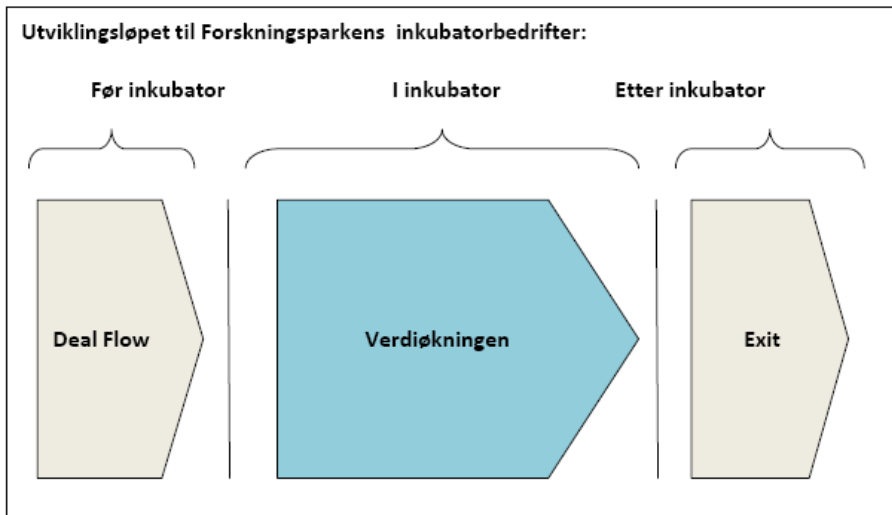 Utviklingsløpet til Forskningsparkens inkubatorbedrifter:
Før inkubator
I inkubator
Etter inkubator
Deal Flow
Verdiøkningen
Exit